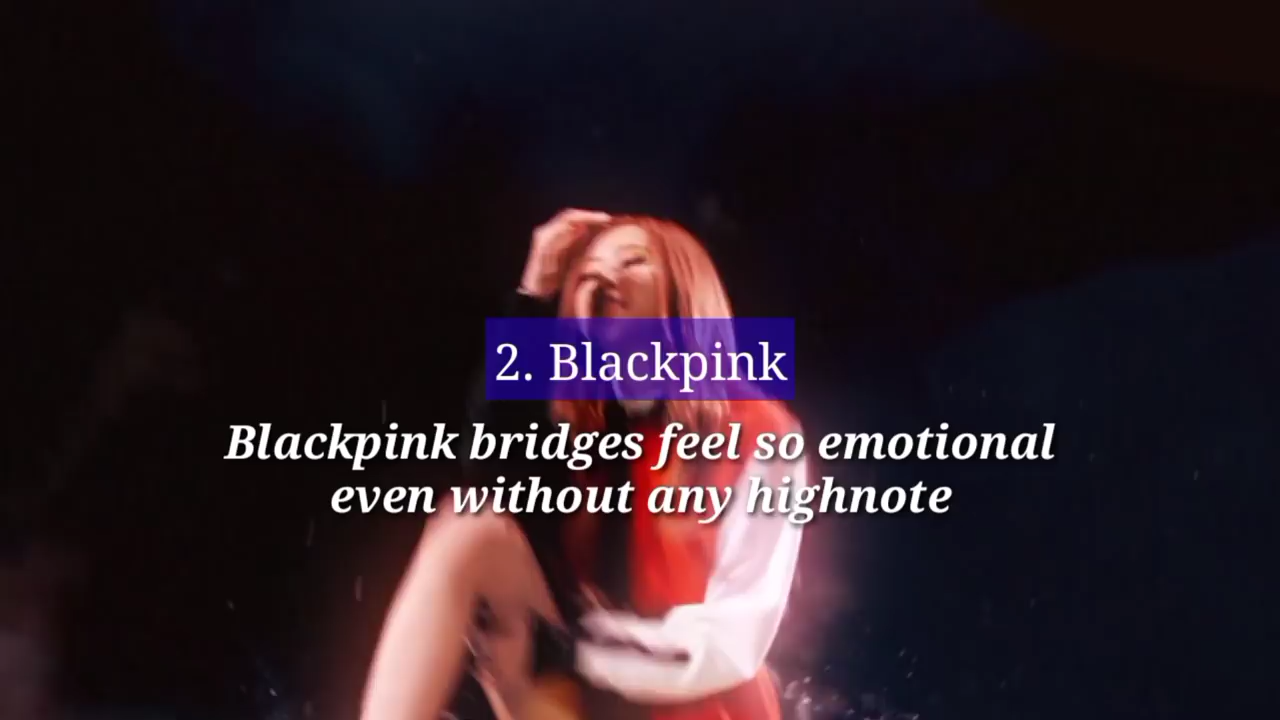 2. Blackpink
Blackpink bridges feel so emotional
even without any highnote